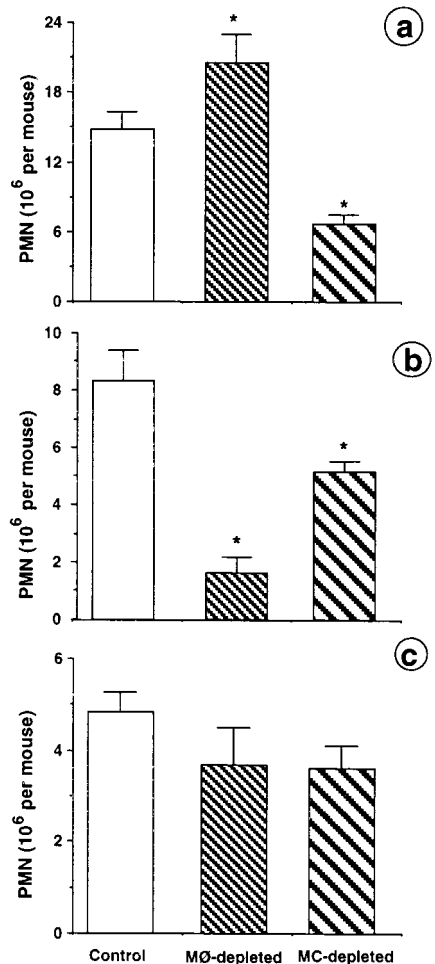 a
24
18
12
6
0
PMN (10⁶ per mouse)
*
*
b
10
8
6
4
2
0
PMN (10⁶ per mouse)
*
*
c
6
4
2
0
PMN (10⁶ per mouse)
Control MØ-depleted MC-depleted